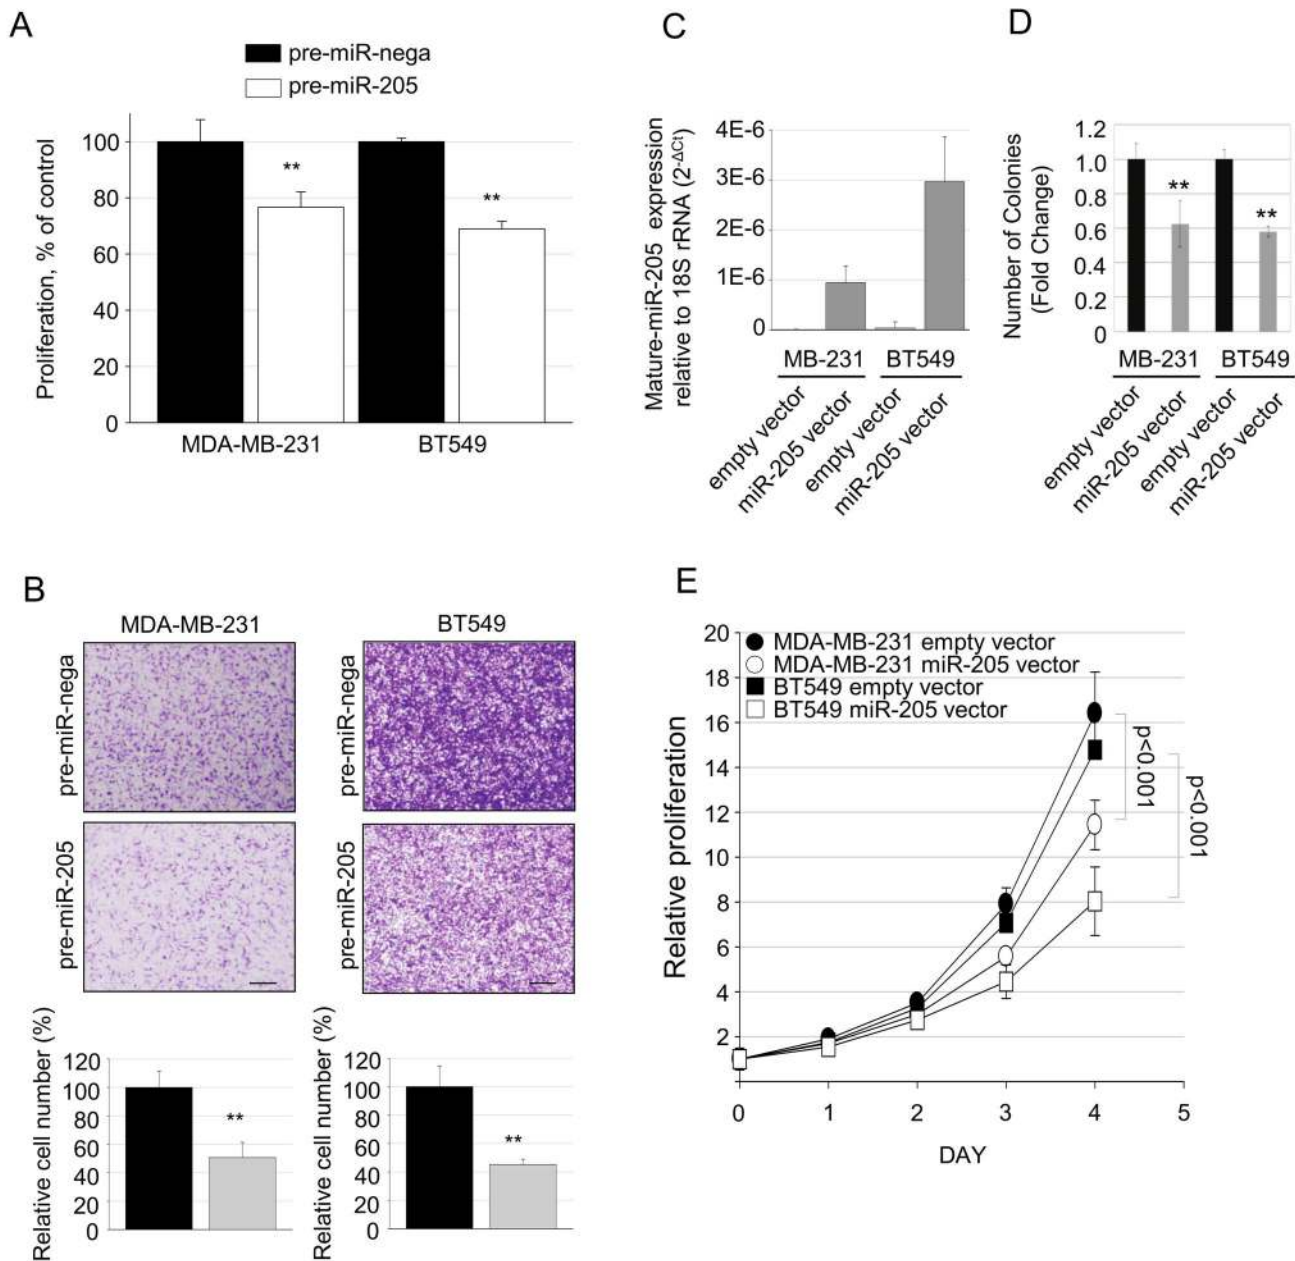 A
pre-miR-nega
pre-miR-205
Proliferation, % of control
100
80
60
40
20
0
**
**
MDA-MB-231
BT549
C
Mature-miR-205 expression
relative to 18S rRNA (2-ΔCt)
4E-6
3E-6
2E-6
1E-6
0
MB-231
BT549
empty vector
miR-205 vector
empty vector
miR-205 vector
D
Number of Colonies
(Fold Change)
1.2
1.0
0.8
0.6
0.4
0.2
0
**
**
MB-231
BT549
empty vector
miR-205 vector
empty vector
miR-205 vector
B
MDA-MB-231
BT549
pre-miR-nega
pre-miR-nega
pre-miR-205
pre-miR-205
Relative cell number (%)
120
100
80
60
40
20
0
**
Relative cell number (%)
120
100
80
60
40
20
0
**
E
Relative proliferation
20
18
16
14
12
10
8
6
4
2
MDA-MB-231 empty vector
MDA-MB-231 miR-205 vector
BT549 empty vector
BT549 miR-205 vector
p<0.001
p<0.001
0
1
2
3
4
5
DAY